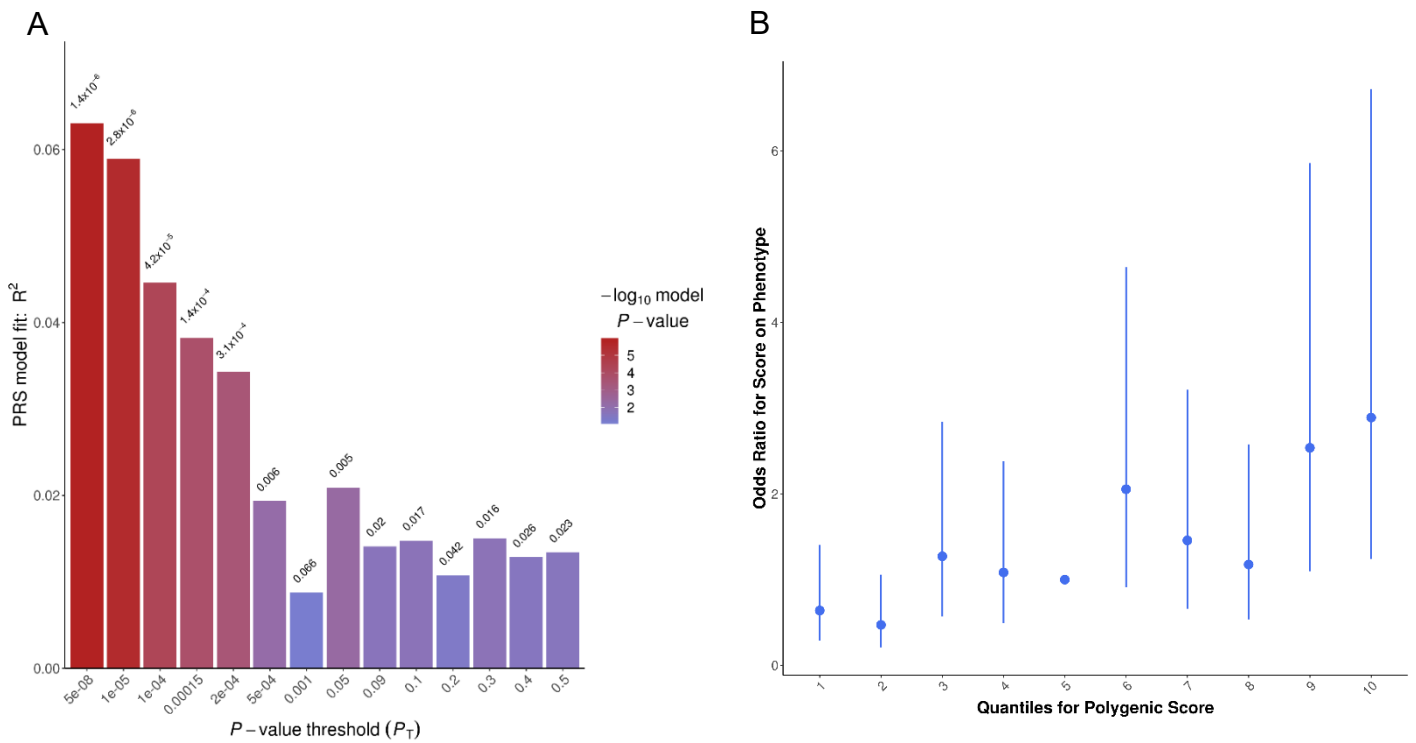 A
PRS model fit: R²
0.06
0.04
0.02
0.00
1.4x10⁻⁶
2.8x10⁻⁶
4.2x10⁻⁵
1.4x10⁻⁴
3.1x10⁻⁴
0.006
0.066
0.005
0.02
0.017
0.042
0.016
0.026
0.023
5e-08
1e-05
1e-04
0.00015
2e-04
5e-04
0.001
0.05
0.09
0.1
0.2
0.3
0.4
0.5
P – value threshold (P_T)
–log₁₀ model
P – value
5
4
3
2
B
Odds Ratio for Score on Phenotype
6
4
2
0
1
2
3
4
5
6
7
8
9
10
Quantiles for Polygenic Score